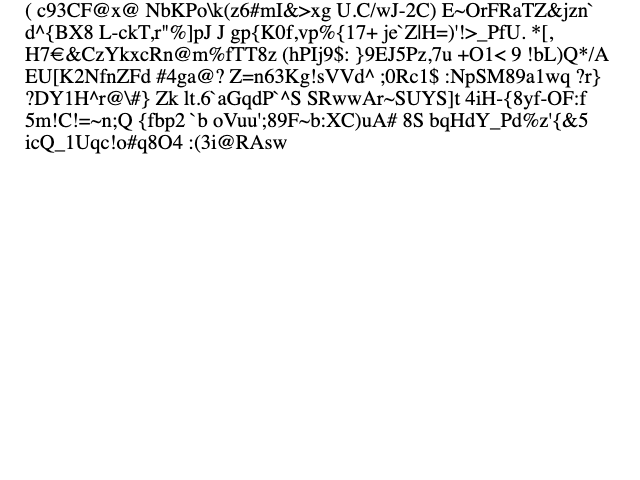 ( c93CF@x@ NbKPo\k(z6#mI&>xg U.C/wJ-2C) E~OrFRaTZ&jzn`
d^{BX8 L-ckT,r"%]pJ J gp{K0f,vp%{17+ je`ZlH=)'!>_PfU. *[,
H7€&CzYkxcRn@m%fTT8z (hPIj9$: }9EJ5Pz,7u +O1< 9 !bL)Q*/A
EU[K2NfnZFd #4ga@? Z=n63Kg!sVVd^ ;0Rc1$ :NpSM89a1wq ?r}
?DY1H^r@\#} Zk lt.6`aGqdP`^S SRwwAr~SUYS]t 4iH-{8yf-OF:f
5m!C!=~n;Q {fbp2 `b oVuu';89F~b:XC)uA# 8S bqHdY_Pd%z'{&5
icQ_1Uqc!o#q8O4 :(3i@RAsw